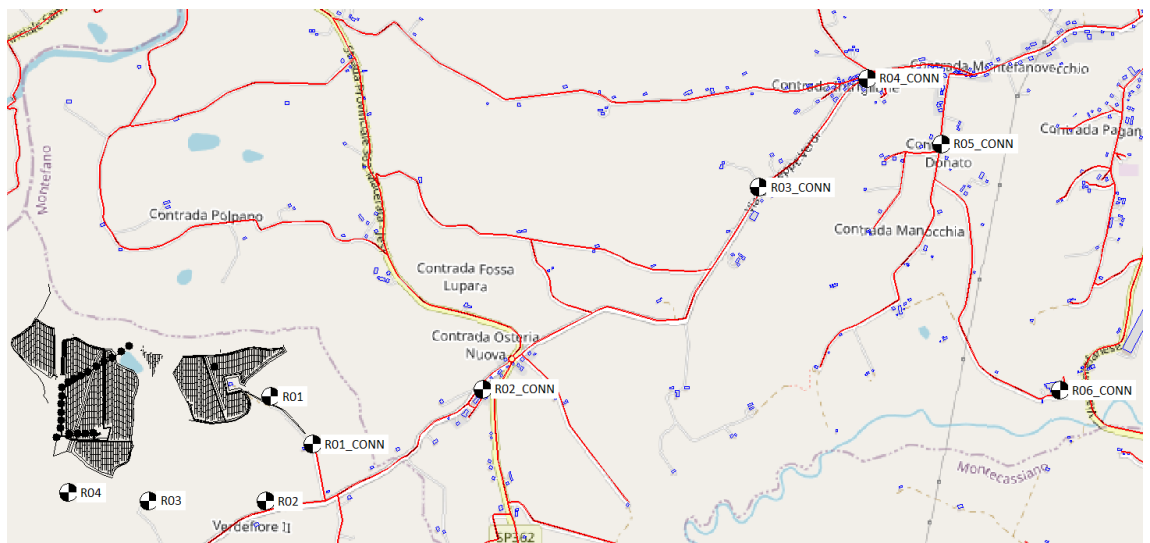 Contrada Montefanovecchio
R04_CONN
Contrada
Contrada Pagan
R05_CONN
Donato
Montefano
R03_CONN
Contrada Polpano
Contrada Manocchia
Contrada Fossa
Lupara
Contrada Osteria
Nuova
R02_CONN
R06_CONN
R01
R01_CONN
Montecassiano
R04
R03
R02
Verdefiore II
SP362